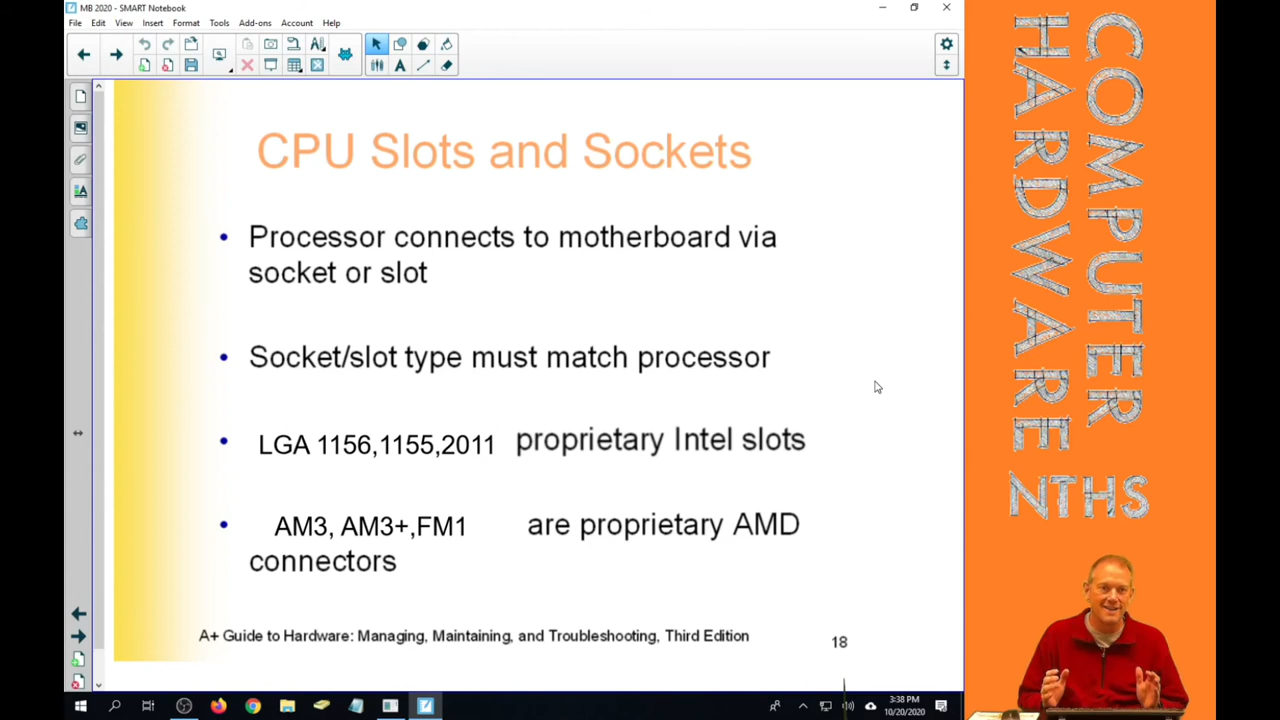 MB 2020 - SMART Notebook
File Edit View Insert Format Tools Add-ons Account Help
CPU Slots and Sockets
• Processor connects to motherboard via
socket or slot
• Socket/slot type must match processor
• LGA 1156,1155,2011 proprietary Intel slots
• AM3, AM3+,FM1 are proprietary AMD
connectors
A+ Guide to Hardware: Managing, Maintaining, and Troubleshooting, Third Edition
18
3:38 PM
10/20/2020
COMPUTER
HARDWARE
NTHS